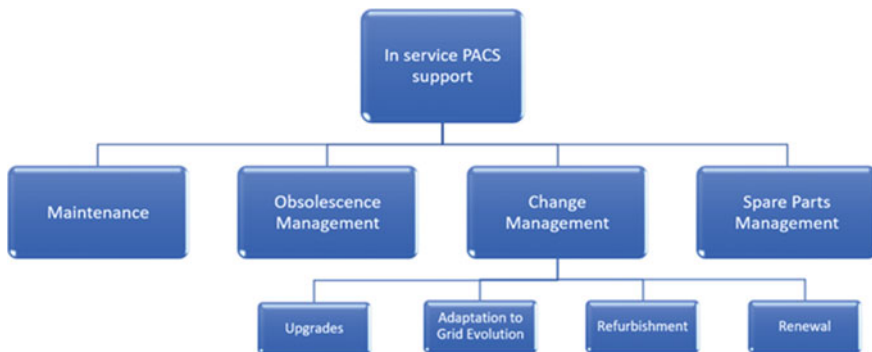 In service PACS
support
Maintenance
Obsolescence
Management
Change
Management
Spare Parts
Management
Upgrades
Adaptation to
Grid Evolution
Refurbishment
Renewal